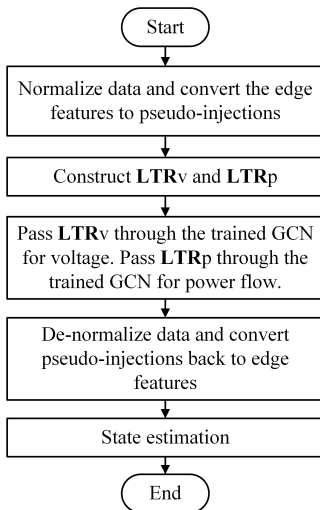 Start
Normalize data and convert the edge
features to pseudo-injections
Construct LTRv and LTRp
Pass LTRv through the trained GCN
for voltage. Pass LTRp through the
trained GCN for power flow.
De-normalize data and convert
pseudo-injections back to edge
features
State estimation
End